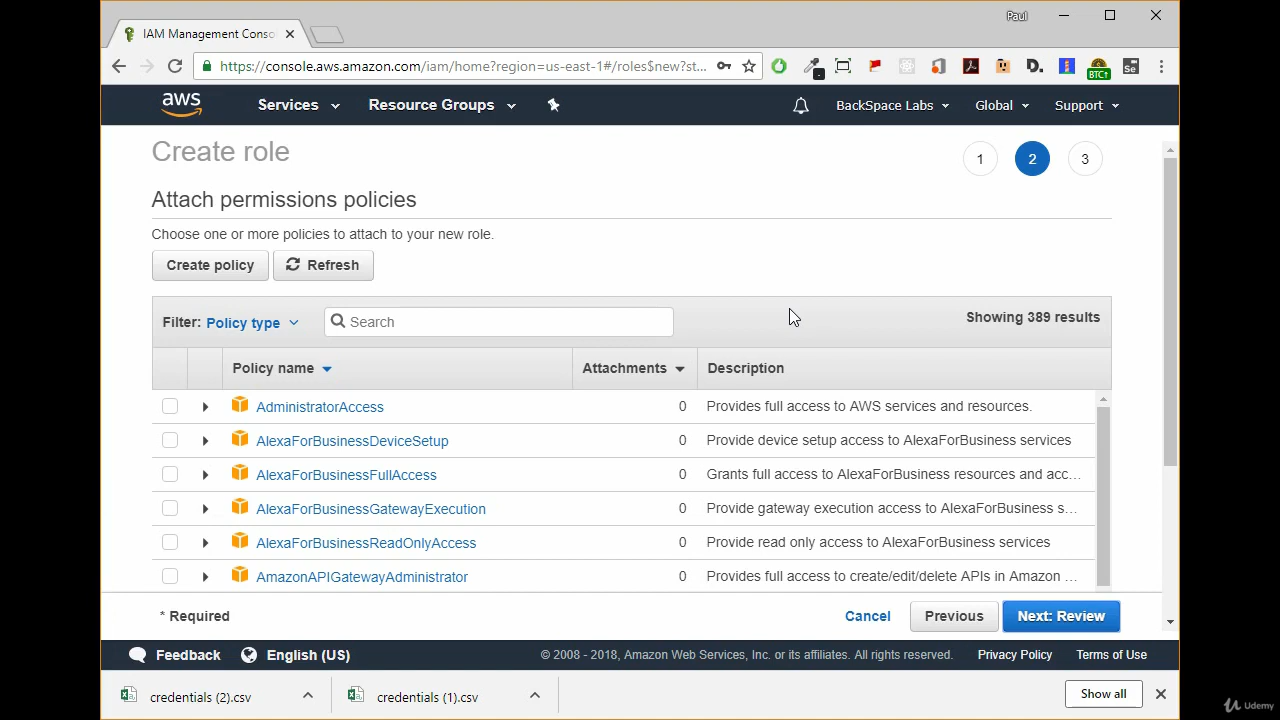 Paul
IAM Management Conso
https://console.aws.amazon.com/iam/home?region=us-east-1#/roles$new?st...
D.
BTC↑
Se
aws
Services
Resource Groups
BackSpace Labs
Global
Support
Create role
1
2
3
Attach permissions policies
Choose one or more policies to attach to your new role.
Create policy
Refresh
Filter: Policy type
Search
Showing 389 results
Policy name
Attachments
Description
AdministratorAccess 0 Provides full access to AWS services and resources.
AlexaForBusinessDeviceSetup 0 Provide device setup access to AlexaForBusiness services
AlexaForBusinessFullAccess 0 Grants full access to AlexaForBusiness resources and acc...
AlexaForBusinessGatewayExecution 0 Provide gateway execution access to AlexaForBusiness s...
AlexaForBusinessReadOnlyAccess 0 Provide read only access to AlexaForBusiness services
AmazonAPIGatewayAdministrator 0 Provides full access to create/edit/delete APIs in Amazon ...
* Required
Cancel
Previous
Next: Review
Feedback
English (US)
© 2008 - 2018, Amazon Web Services, Inc. or its affiliates. All rights reserved.
Privacy Policy
Terms of Use
credentials (2).csv
credentials (1).csv
Show all
Udemy